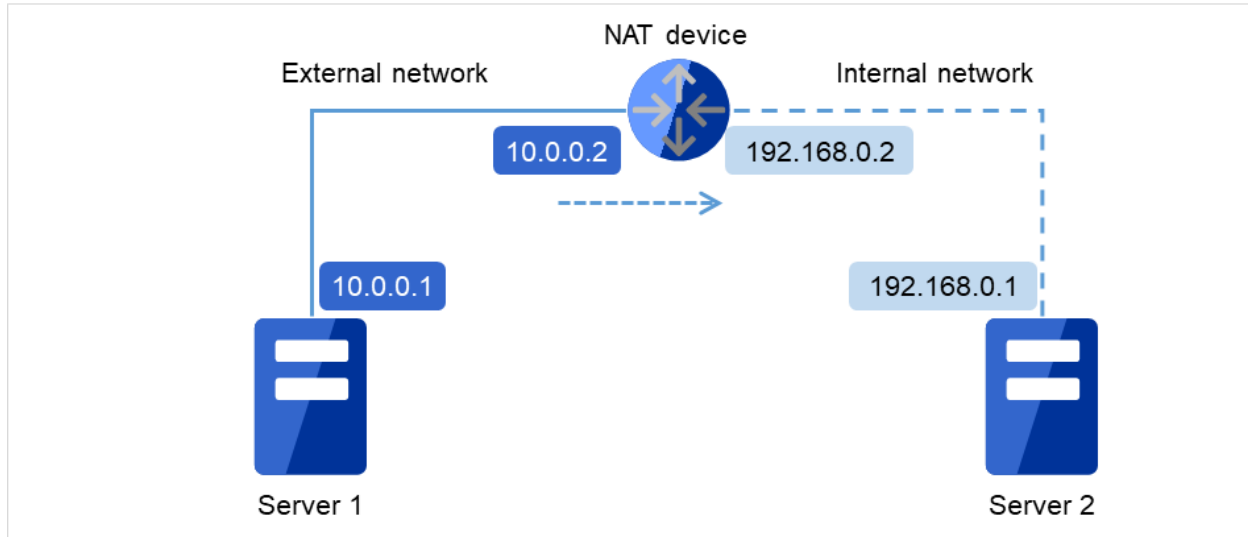 NAT device
External network
Internal network
10.0.0.2
192.168.0.2
10.0.0.1
192.168.0.1
Server 1
Server 2